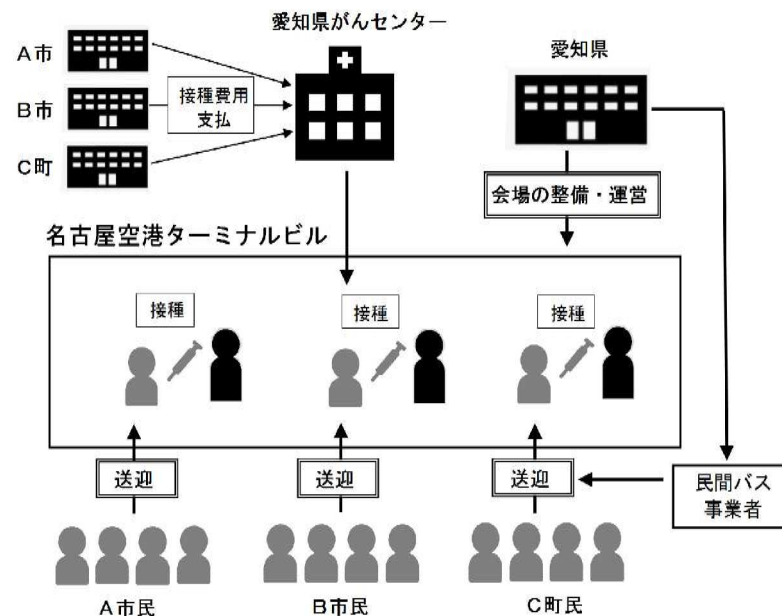 愛知県がんセンター
愛知県
A市
B市
C町
接種費用
支払
会場の整備・運営
名古屋空港ターミナルビル
接種
接種
接種
送迎
送迎
送迎
民間バス
事業者
A市民
B市民
C町民